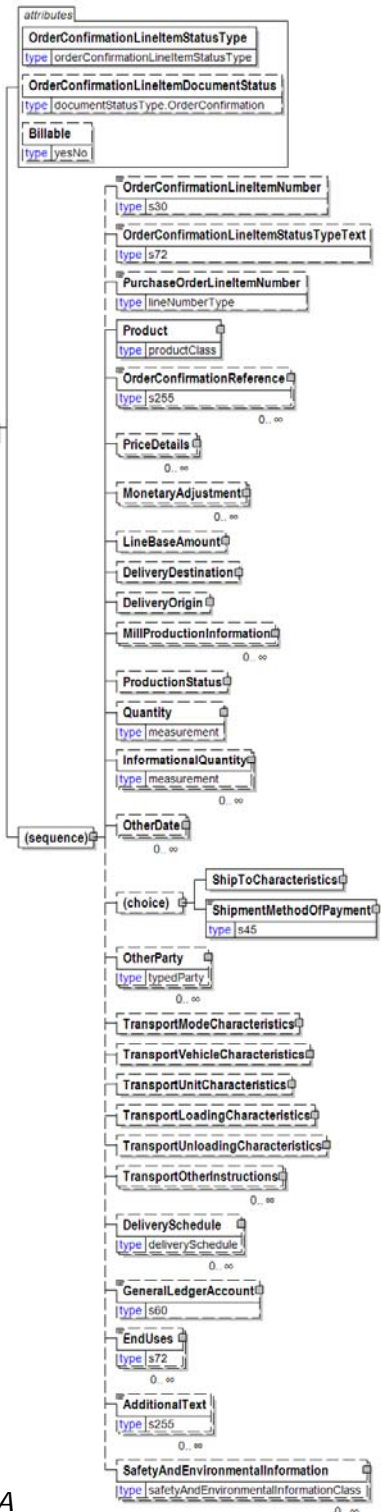 attributes
OrderConfirmationLineItemStatusType
type orderConfirmationLineItemStatusType
OrderConfirmationLineItemDocumentStatus
type documentStatusType.OrderConfirmation
Billable
type yesNo
OrderConfirmationLineItemNumber
type s30
OrderConfirmationLineItemStatusTypeText
type s72
PurchaseOrderLineItemNumber
type lineNumberType
Product
type productClass
OrderConfirmationReference
type s255
0.. ∞
PriceDetails
0.. ∞
MonetaryAdjustment
0.. ∞
LineBaseAmount
DeliveryDestination
DeliveryOrigin
MillProductionInformation
0.. ∞
ProductionStatus
Quantity
type measurement
InformationalQuantity
type measurement
0.. ∞
OtherDate
0.. ∞
(sequence)
(choice)
ShipToCharacteristics
ShipmentMethodOfPayment
type s45
OtherParty
type typedParty
0.. ∞
TransportModeCharacteristics
TransportVehicleCharacteristics
TransportUnitCharacteristics
TransportLoadingCharacteristics
TransportUnloadingCharacteristics
TransportOtherInstructions
0.. ∞
DeliverySchedule
type deliverySchedule
0.. ∞
GeneralLedgerAccount
type s60
EndUses
type s72
0.. ∞
AdditionalText
type s255
0.. ∞
SafetyAndEnvironmentalInformation
type safetyAndEnvironmentalInformationClass
0.. ∞
A